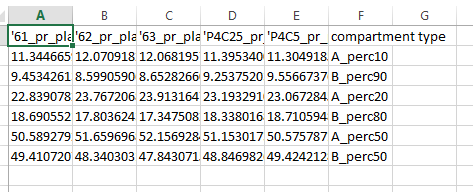 A B C D E F G
'61_pr_pla '62_pr_pla '63_pr_pla 'P4C25_pr_ 'P4C5_pr_ compartment type
11.344665 12.070918 12.068195 11.395340 11.304918 A_perc10
9.4534261 8.5990590 8.6528266 9.2537520 9.5566737 B_perc90
22.839078 23.767206 23.913164 23.193291 23.067284 A_perc20
18.690552 17.803624 17.347508 18.338016 18.710594 B_perc80
50.589279 51.659696 52.156928 51.153017 50.575787 A_perc50
49.410720 48.340303 47.843071 48.846982 49.424212 B_perc50